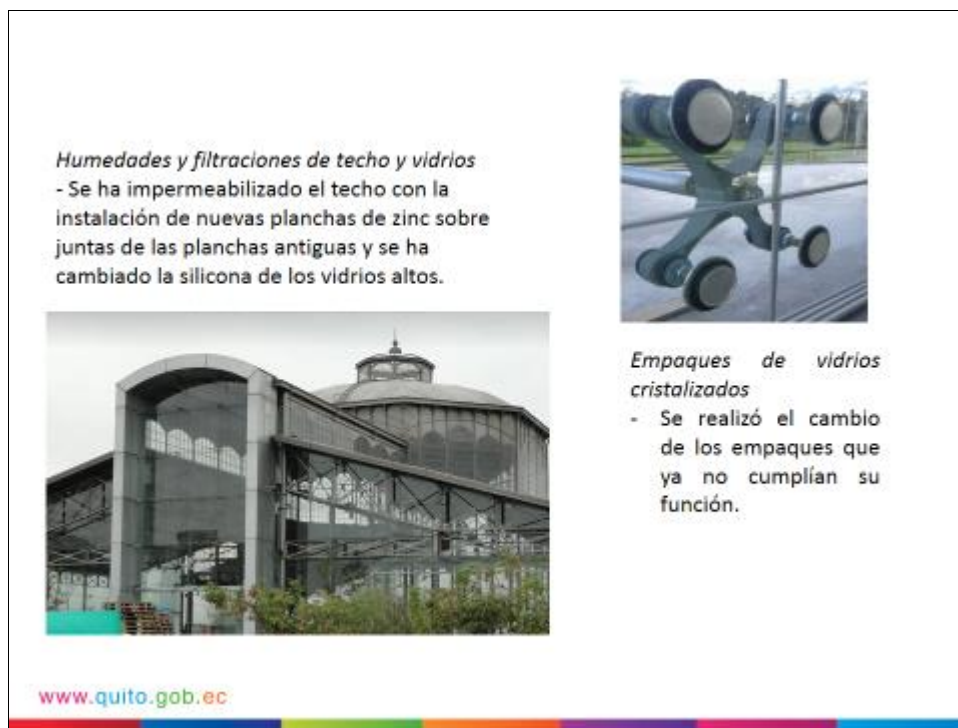 Humedades y filtraciones de techo y vidrios
- Se ha impermeabilizado el techo con la
instalación de nuevas planchas de zinc sobre
juntas de las planchas antiguas y se ha
cambiado la silicona de los vidrios altos.
Empaques de vidrios
cristalizados
- Se realizó el cambio
de los empaques que
ya no cumplían su
función.
www.quito.gob.ec